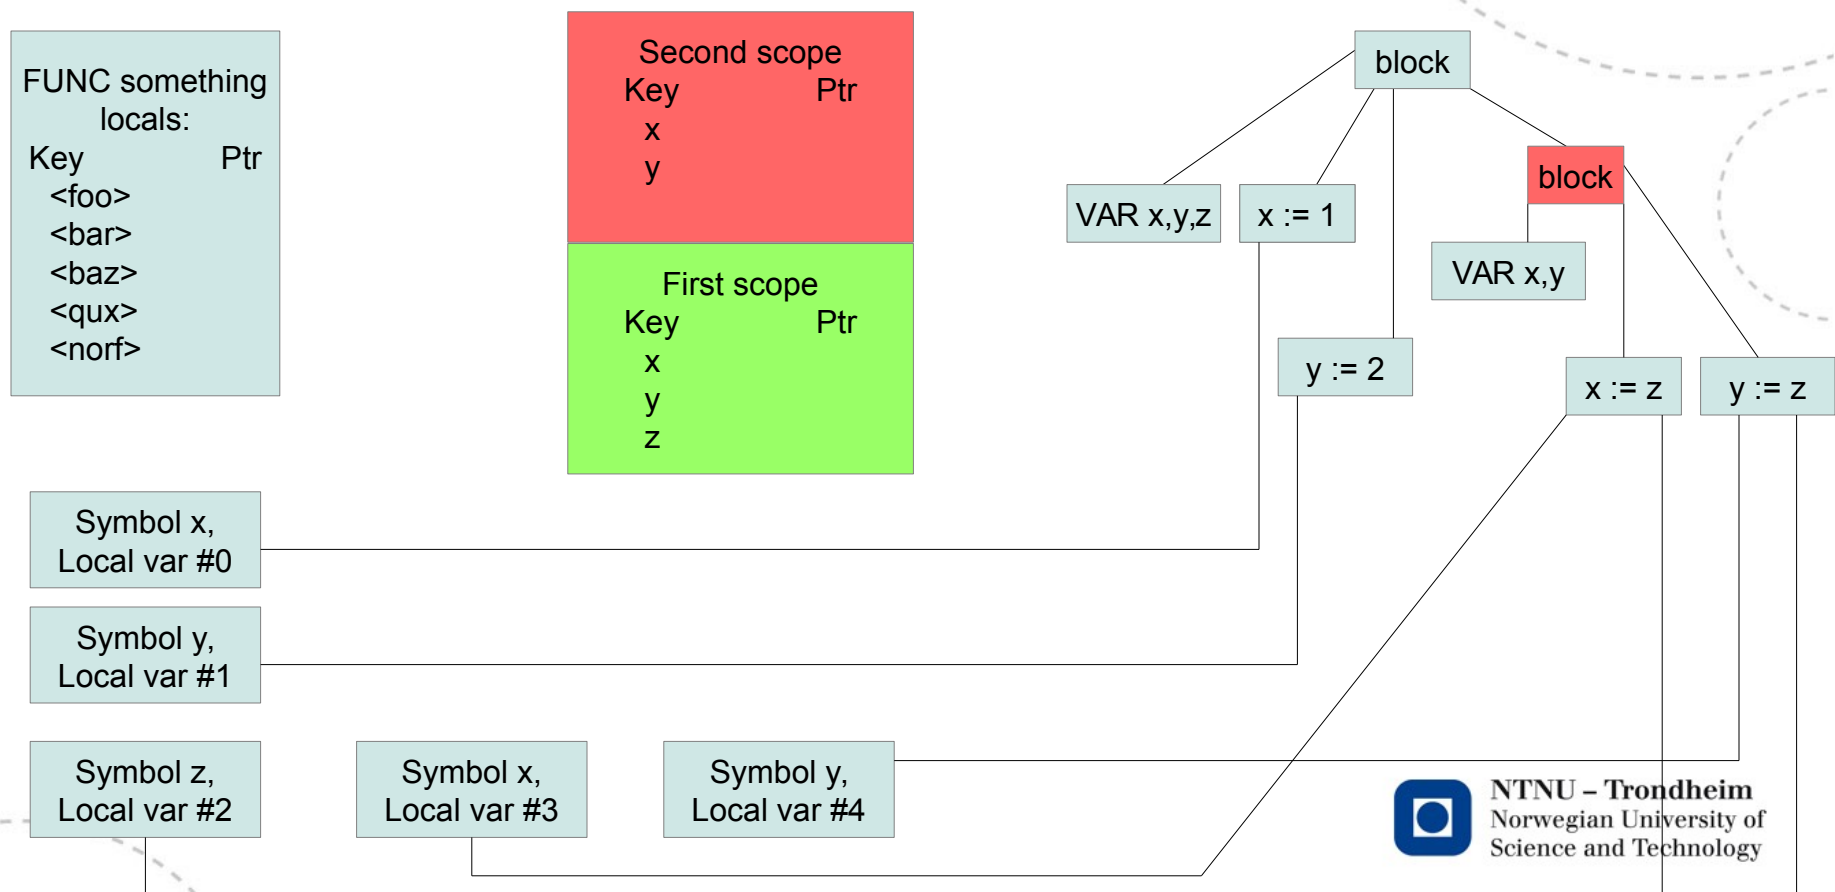 FUNC something
locals:
Key Ptr
<foo>
<bar>
<baz>
<qux>
<norf>
Second scope
Key Ptr
x
y
First scope
Key Ptr
x
y
z
block
block
VAR x,y,z
x := 1
VAR x,y
y := 2
x := z
y := z
Symbol x,
Local var #0
Symbol y,
Local var #1
Symbol z,
Local var #2
Symbol x,
Local var #3
Symbol y,
Local var #4
NTNU – Trondheim
Norwegian University of
Science and Technology